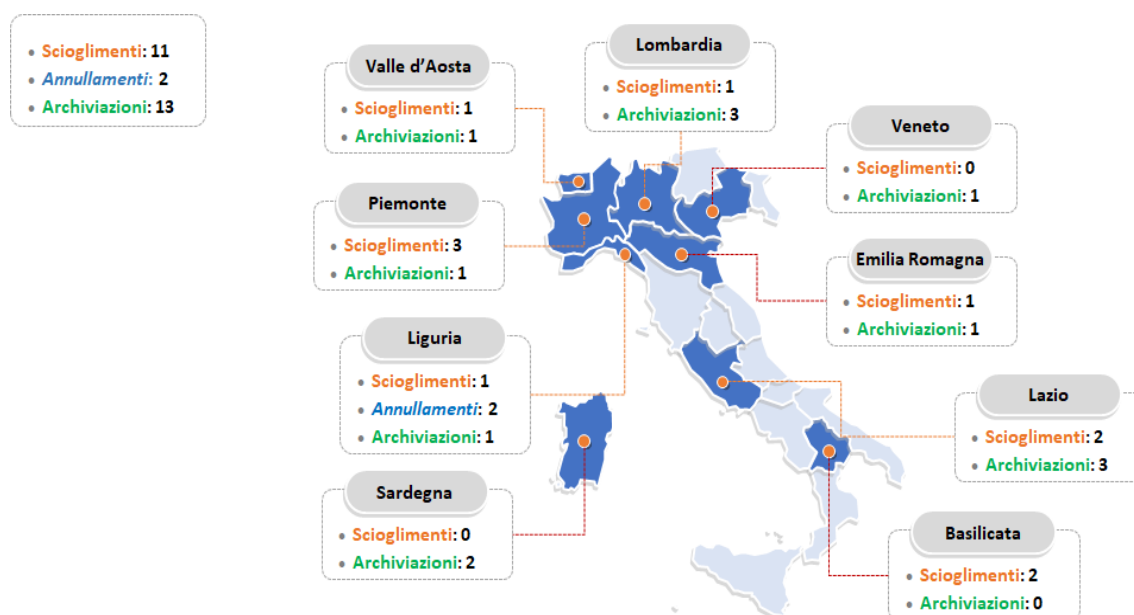 Scioglimenti: 11
Annullamenti: 2
Archiviazioni: 13
Lombardia
Scioglimenti: 1
Archiviazioni: 3
Valle d'Aosta
Scioglimenti: 1
Archiviazioni: 1
Veneto
Scioglimenti: 0
Archiviazioni: 1
Piemonte
Scioglimenti: 3
Archiviazioni: 1
Emilia Romagna
Scioglimenti: 1
Archiviazioni: 1
Liguria
Scioglimenti: 1
Annullamenti: 2
Archiviazioni: 1
Lazio
Scioglimenti: 2
Archiviazioni: 3
Sardegna
Scioglimenti: 0
Archiviazioni: 2
Basilicata
Scioglimenti: 2
Archiviazioni: 0